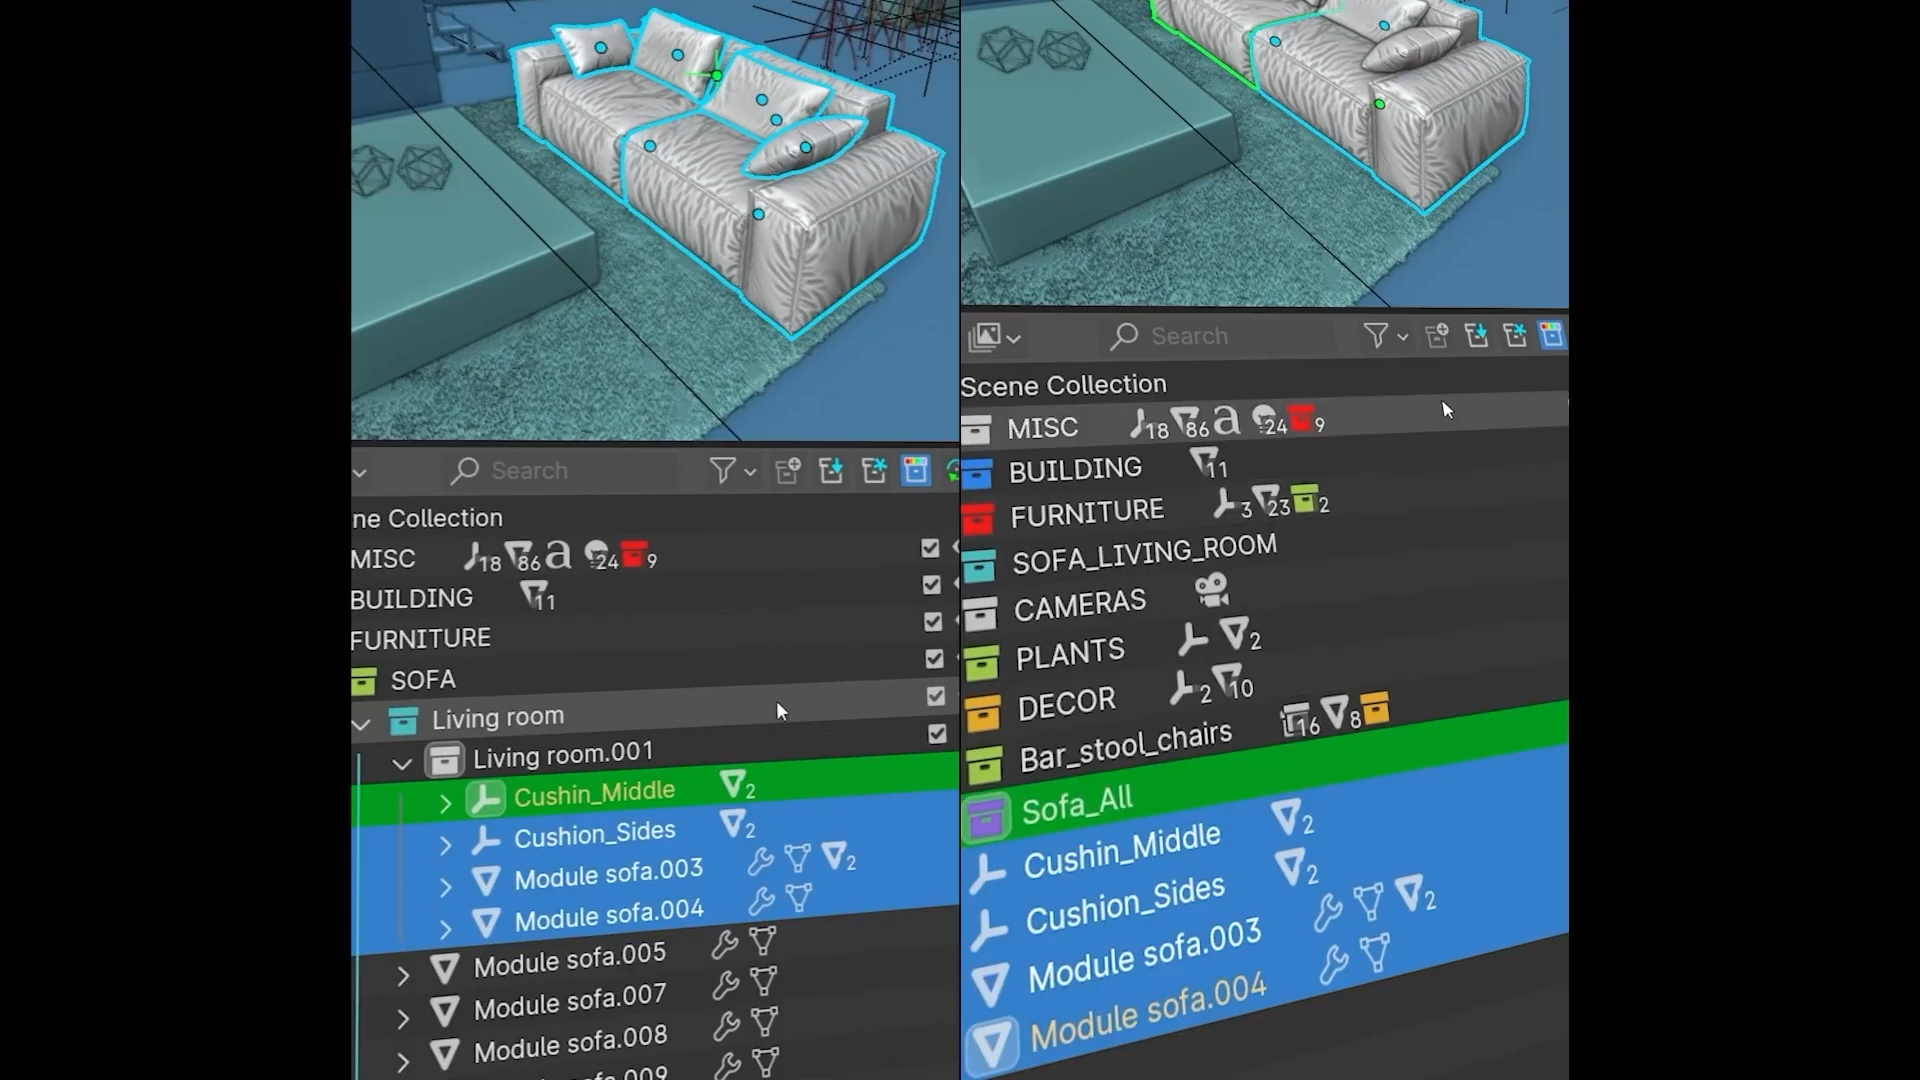 Search
ne Collection
MISC 18 86 a 24 9
BUILDING 11
FURNITURE
SOFA
Living room
Living room.001
Cushin_Middle 2
Cushion_Sides 2
Module sofa.003 2
Module sofa.004
Module sofa.005
Module sofa.007
Module sofa.008
fa.009
Search
Scene Collection
MISC 18 86 a 24 9
BUILDING 11
FURNITURE 3 23 2
SOFA_LIVING_ROOM
CAMERAS
PLANTS 2
DECOR 2 10
Bar_stool_chairs 16 8
Sofa_All
Cushin_Middle 2
Cushion_Sides 2
Module sofa.003 2
Module sofa.004